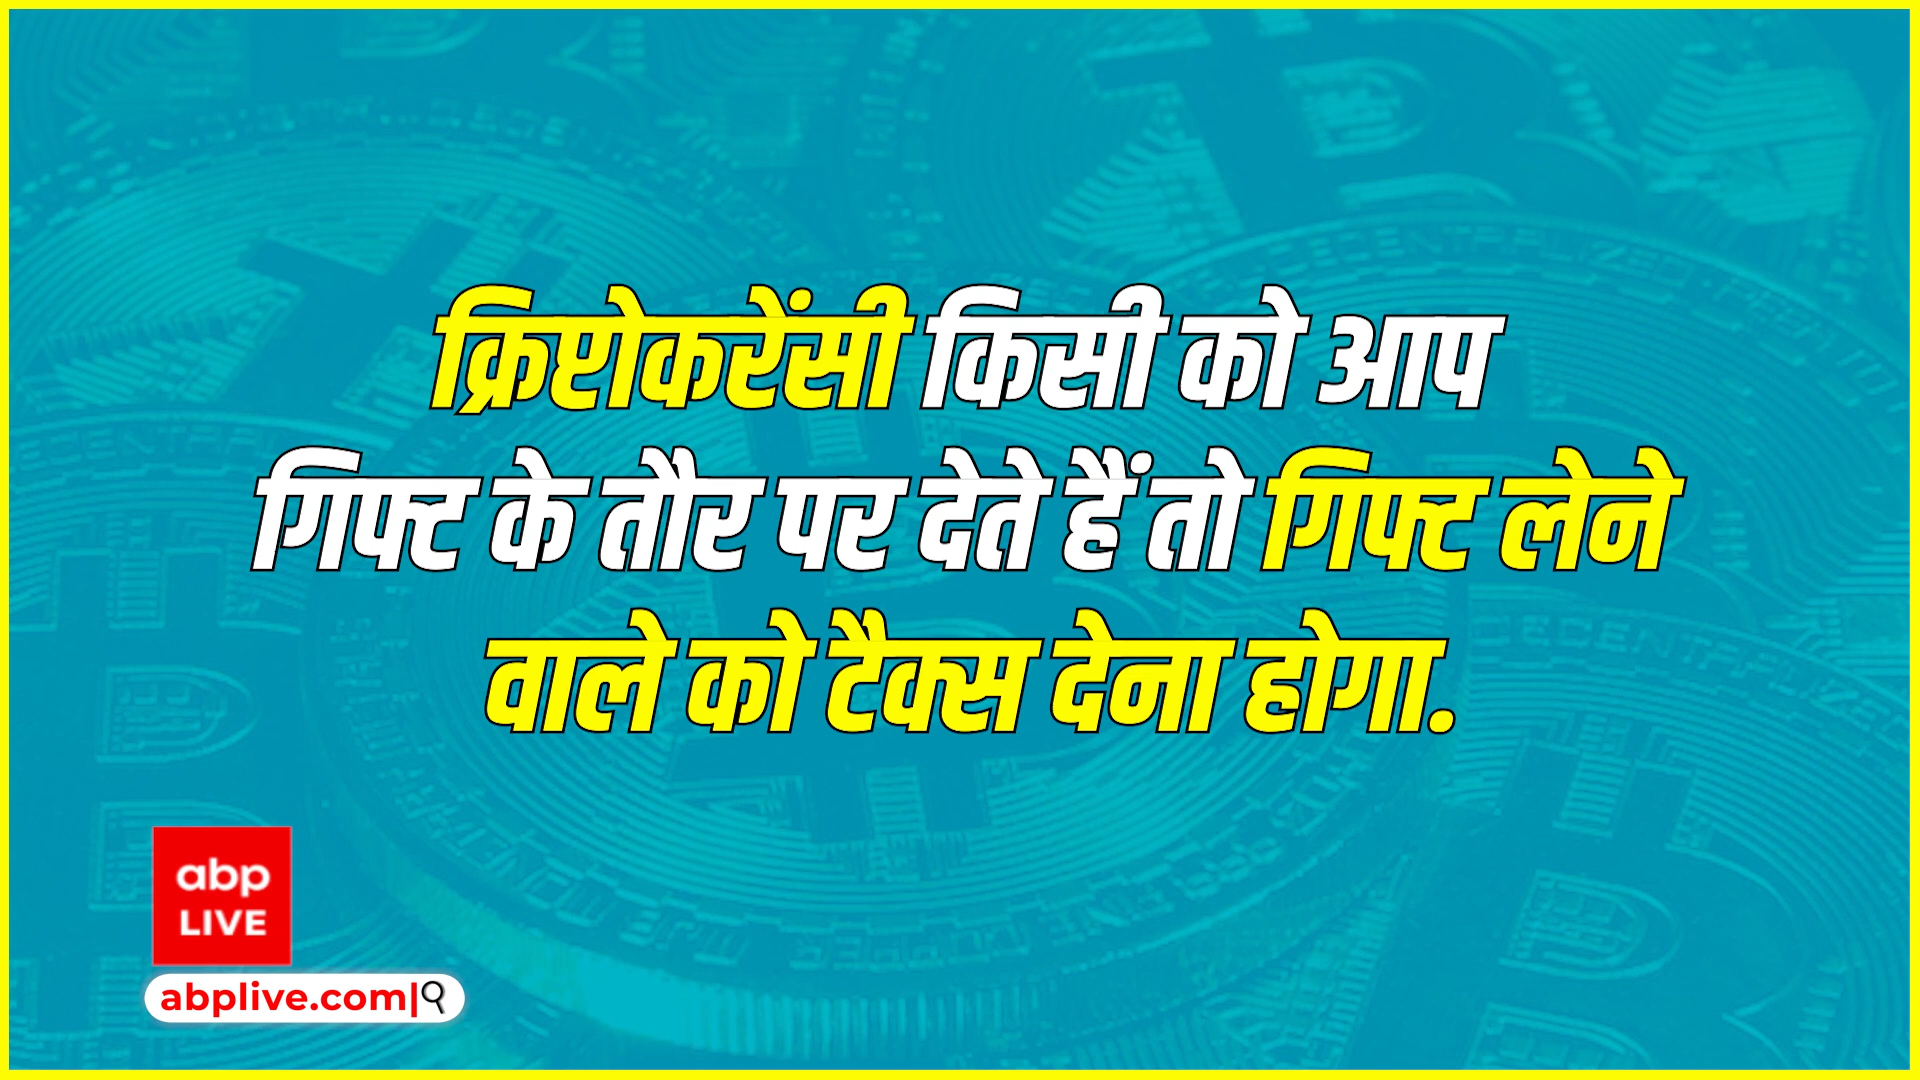 क्रिप्टोकरेंसी किसी को आप
गिफ्ट के तौर पर देते हैं तो गिफ्ट लेने
वाले को टैक्स देना होगा.
abp
LIVE
abplive.com